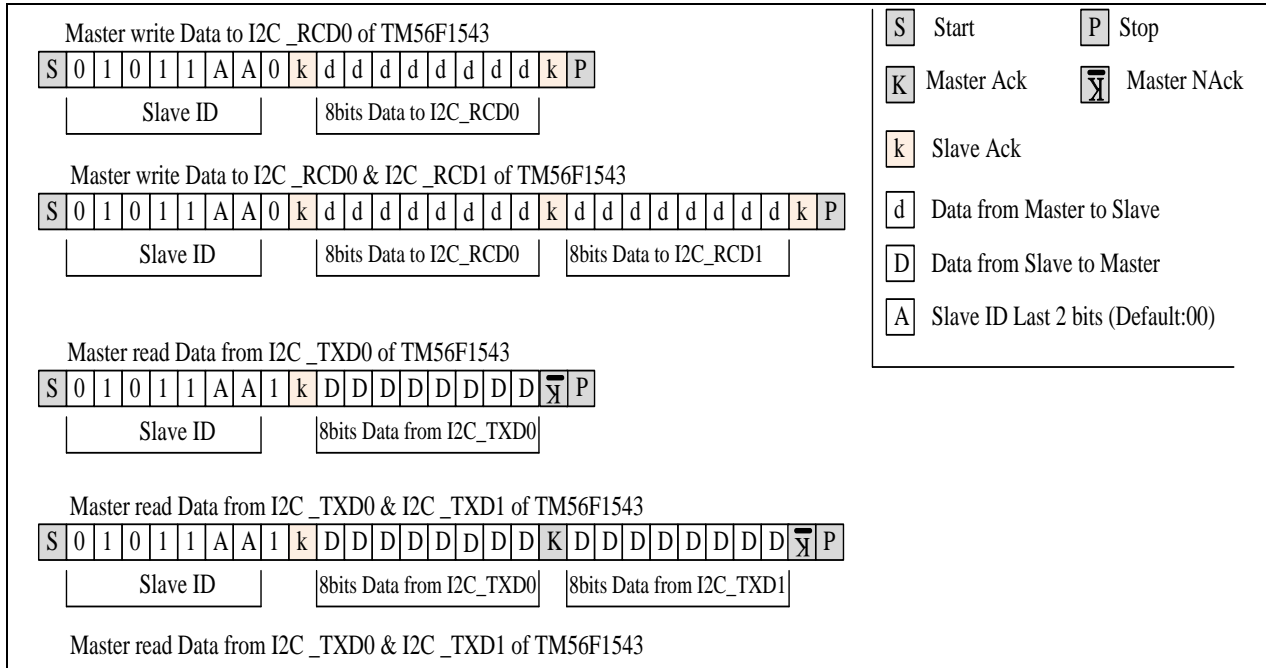 Master write Data to I2C _RCD0 of TM56F1543
S 0 1 0 1 1 A A 0 k d d d d d d d d k P
Slave ID 8bits Data to I2C_RCD0
Master write Data to I2C _RCD0 & I2C _RCD1 of TM56F1543
S 0 1 0 1 1 A A 0 k d d d d d d d d k d d d d d d d d k P
Slave ID 8bits Data to I2C_RCD0 8bits Data to I2C_RCD1
Master read Data from I2C _TXD0 of TM56F1543
S 0 1 0 1 1 A A 1 k D D D D D D D D K̅ P
Slave ID 8bits Data from I2C_TXD0
Master read Data from I2C _TXD0 & I2C _TXD1 of TM56F1543
S 0 1 0 1 1 A A 1 k D D D D D D D D K D D D D D D D D K̅ P
Slave ID 8bits Data from I2C_TXD0 8bits Data from I2C_TXD1
Master read Data from I2C _TXD0 & I2C _TXD1 of TM56F1543
S Start P Stop
K Master Ack K̅ Master NAck
k Slave Ack
d Data from Master to Slave
D Data from Slave to Master
A Slave ID Last 2 bits (Default:00)